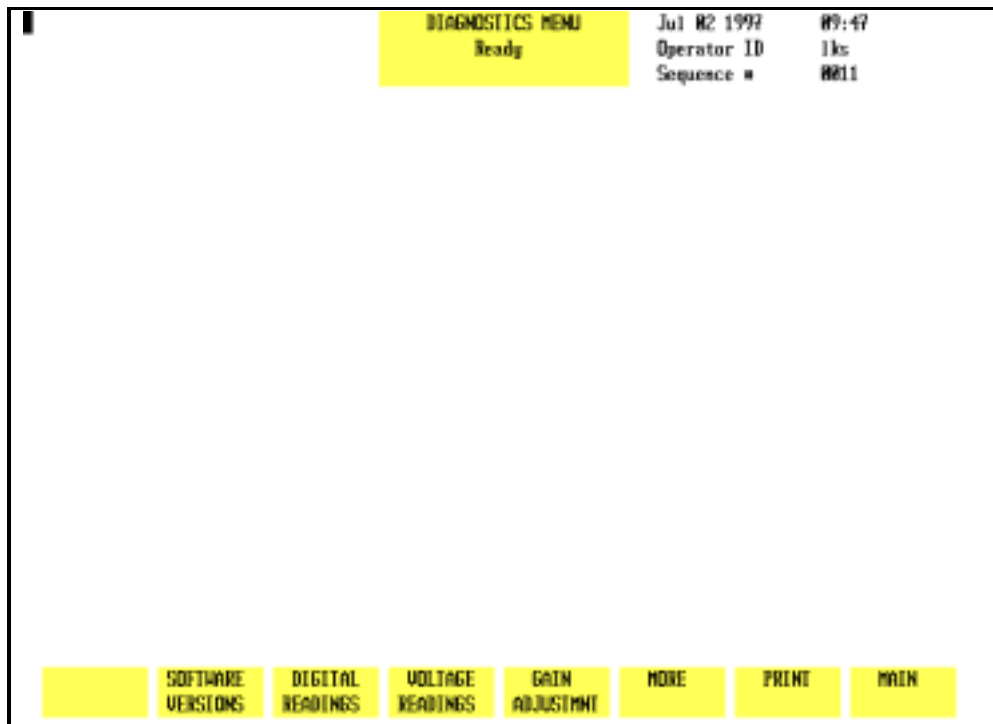 DIAGNOSTICS MENU
Ready
Jul 02 1997 09:47
Operator ID lks
Sequence # 0011
SOFTWARE VERSIONS
DIGITAL READINGS
VOLTAGE READINGS
GAIN ADJUSTMNT
MORE
PRINT
MAIN